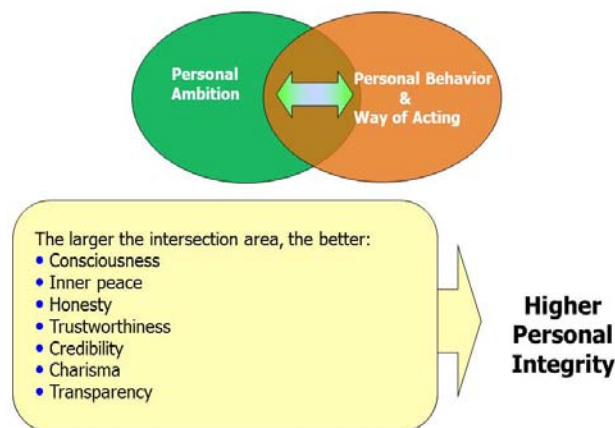 Personal
Ambition
Personal Behavior
&
Way of Acting
The larger the intersection area, the better:
• Consciousness
• Inner peace
• Honesty
• Trustworthiness
• Credibility
• Charisma
• Transparency
Higher
Personal
Integrity